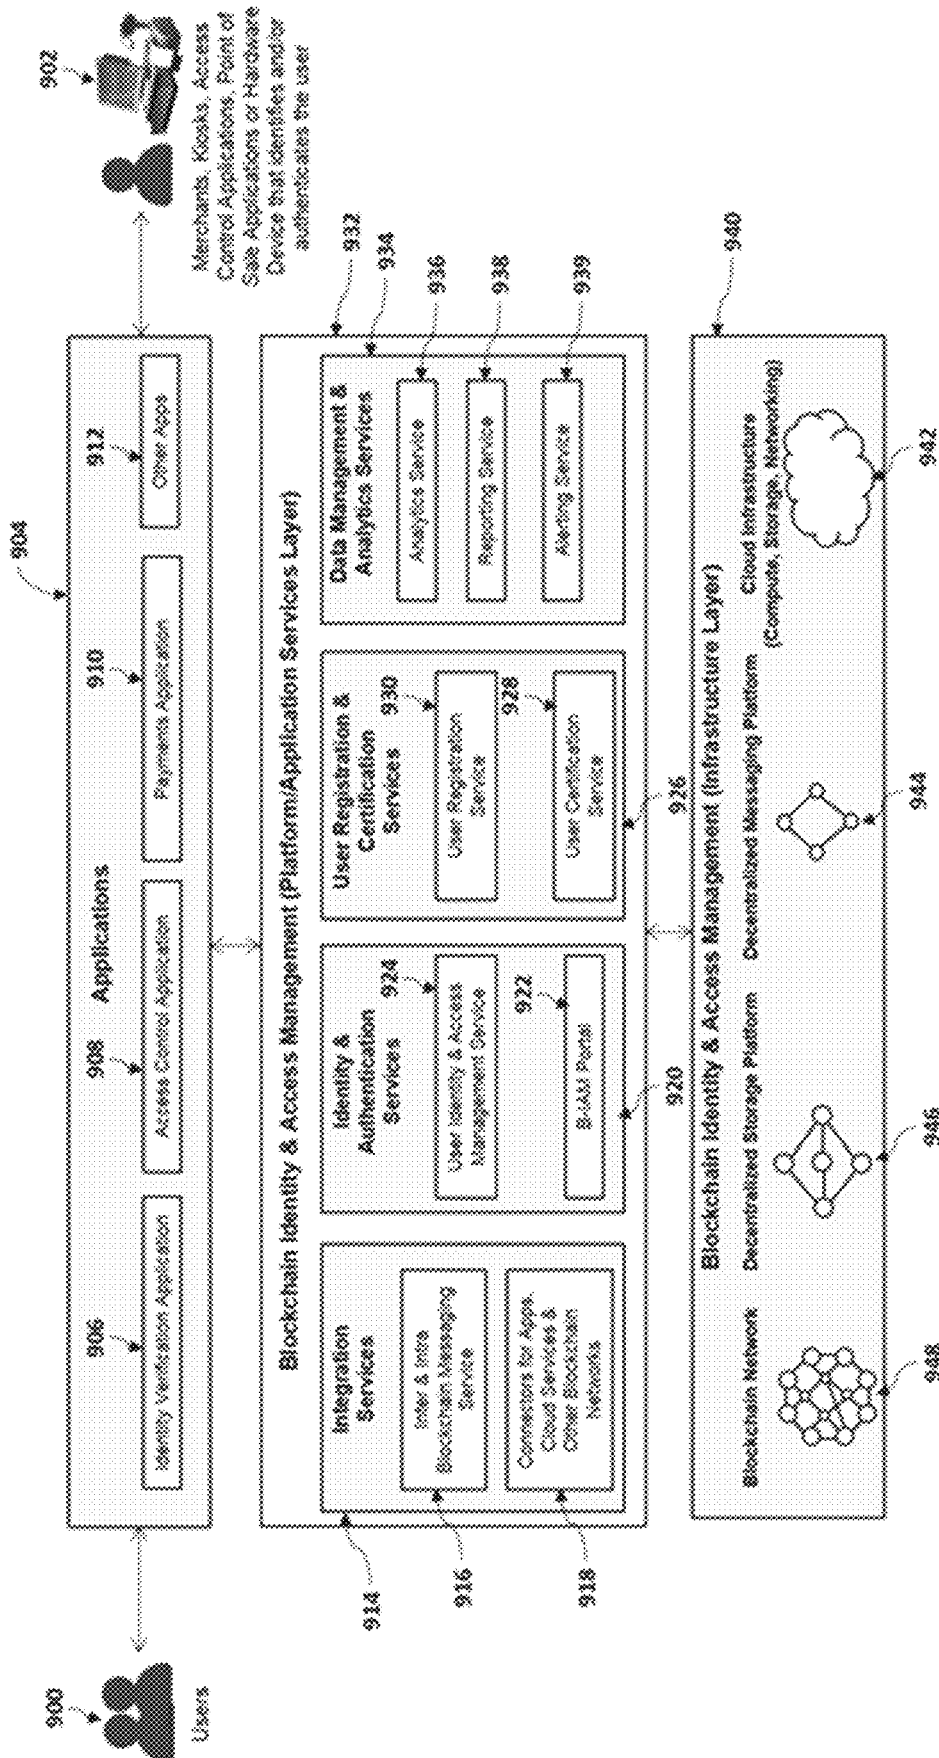 900
Users
904
Applications
906
Identity Verification Application
908
Access Control Application
910
Payments Application
912
Other Apps
902
Merchants, Kiosks, Access
Control Applications, Point of
Sale Applications or Hardware
Device that identifies and/or
authenticates the user
932
Blockchain Identity & Access Management (Platform/Application Services Layer)
914
Integration
Services
916
Inter & Intra
Blockchain Messaging
Service
918
Connectors for Apps,
Cloud Services &
Other Blockchain
Networks
Identity &
Authentication
Services
924
User Identity & Access
Management Service
922
BIAM Portal
920
User Registration &
Certification
Services
930
User Registration
Service
928
User Certification
Service
926
934
Data Management &
Analytics Services
936
Analytics Service
938
Reporting Service
939
Alerting Service
940
Blockchain Identity & Access Management (Infrastructure Layer)
Blockchain Network
948
Decentralized Storage Platform
946
Decentralized Messaging Platform
944
Cloud Infrastructure
(Compute, Storage, Networking)
942